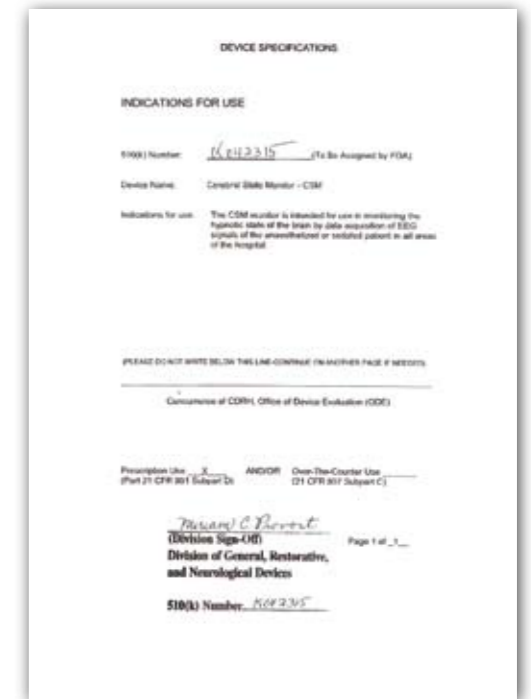 DEVICE SPECIFICATIONS
INDICATIONS FOR USE
510(k) Number: K042315 (To Be Assigned by FDA)
Device Name: Cerebral State Monitor - CSM
Indications for use: The CSM monitor is intended for use in monitoring the
hypnotic state of the brain by data acquisition of EEG
signals of the anaesthetized or sedated patient in all areas
of the hospital.
(PLEASE DO NOT WRITE BELOW THIS LINE-CONTINUE ON ANOTHER PAGE IF NEEDED)
Concurrence of CDRH, Office of Device Evaluation (ODE)
Prescription Use X AND/OR Over-The-Counter Use
(Part 21 CFR 801 Subpart D) (21 CFR 807 Subpart C)
(Division Sign-Off) Page 1 of 1
Division of General, Restorative,
and Neurological Devices
510(k) Number K042315